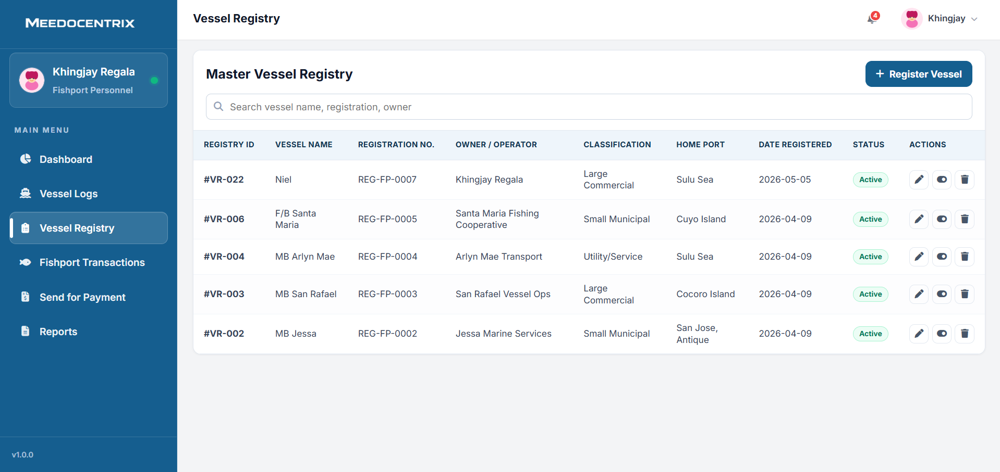 MEEDOCENTRIX
Khingjay Regala
Fishport Personnel
MAIN MENU
Dashboard
Vessel Logs
Vessel Registry
Fishport Transactions
Send for Payment
Reports
v1.0.0
Vessel Registry
4
Khingjay
Master Vessel Registry
+ Register Vessel
Search vessel name, registration, owner
REGISTRY ID VESSEL NAME REGISTRATION NO. OWNER / OPERATOR CLASSIFICATION HOME PORT DATE REGISTERED STATUS ACTIONS
#VR-022 Niel REG-FP-0007 Khingjay Regala Large Commercial Sulu Sea 2026-05-05 Active
#VR-006 F/B Santa Maria REG-FP-0005 Santa Maria Fishing Cooperative Small Municipal Cuyo Island 2026-04-09 Active
#VR-004 MB Arlyn Mae REG-FP-0004 Arlyn Mae Transport Utility/Service Sulu Sea 2026-04-09 Active
#VR-003 MB San Rafael REG-FP-0003 San Rafael Vessel Ops Large Commercial Cocoro Island 2026-04-09 Active
#VR-002 MB Jessa REG-FP-0002 Jessa Marine Services Small Municipal San Jose, Antique 2026-04-09 Active